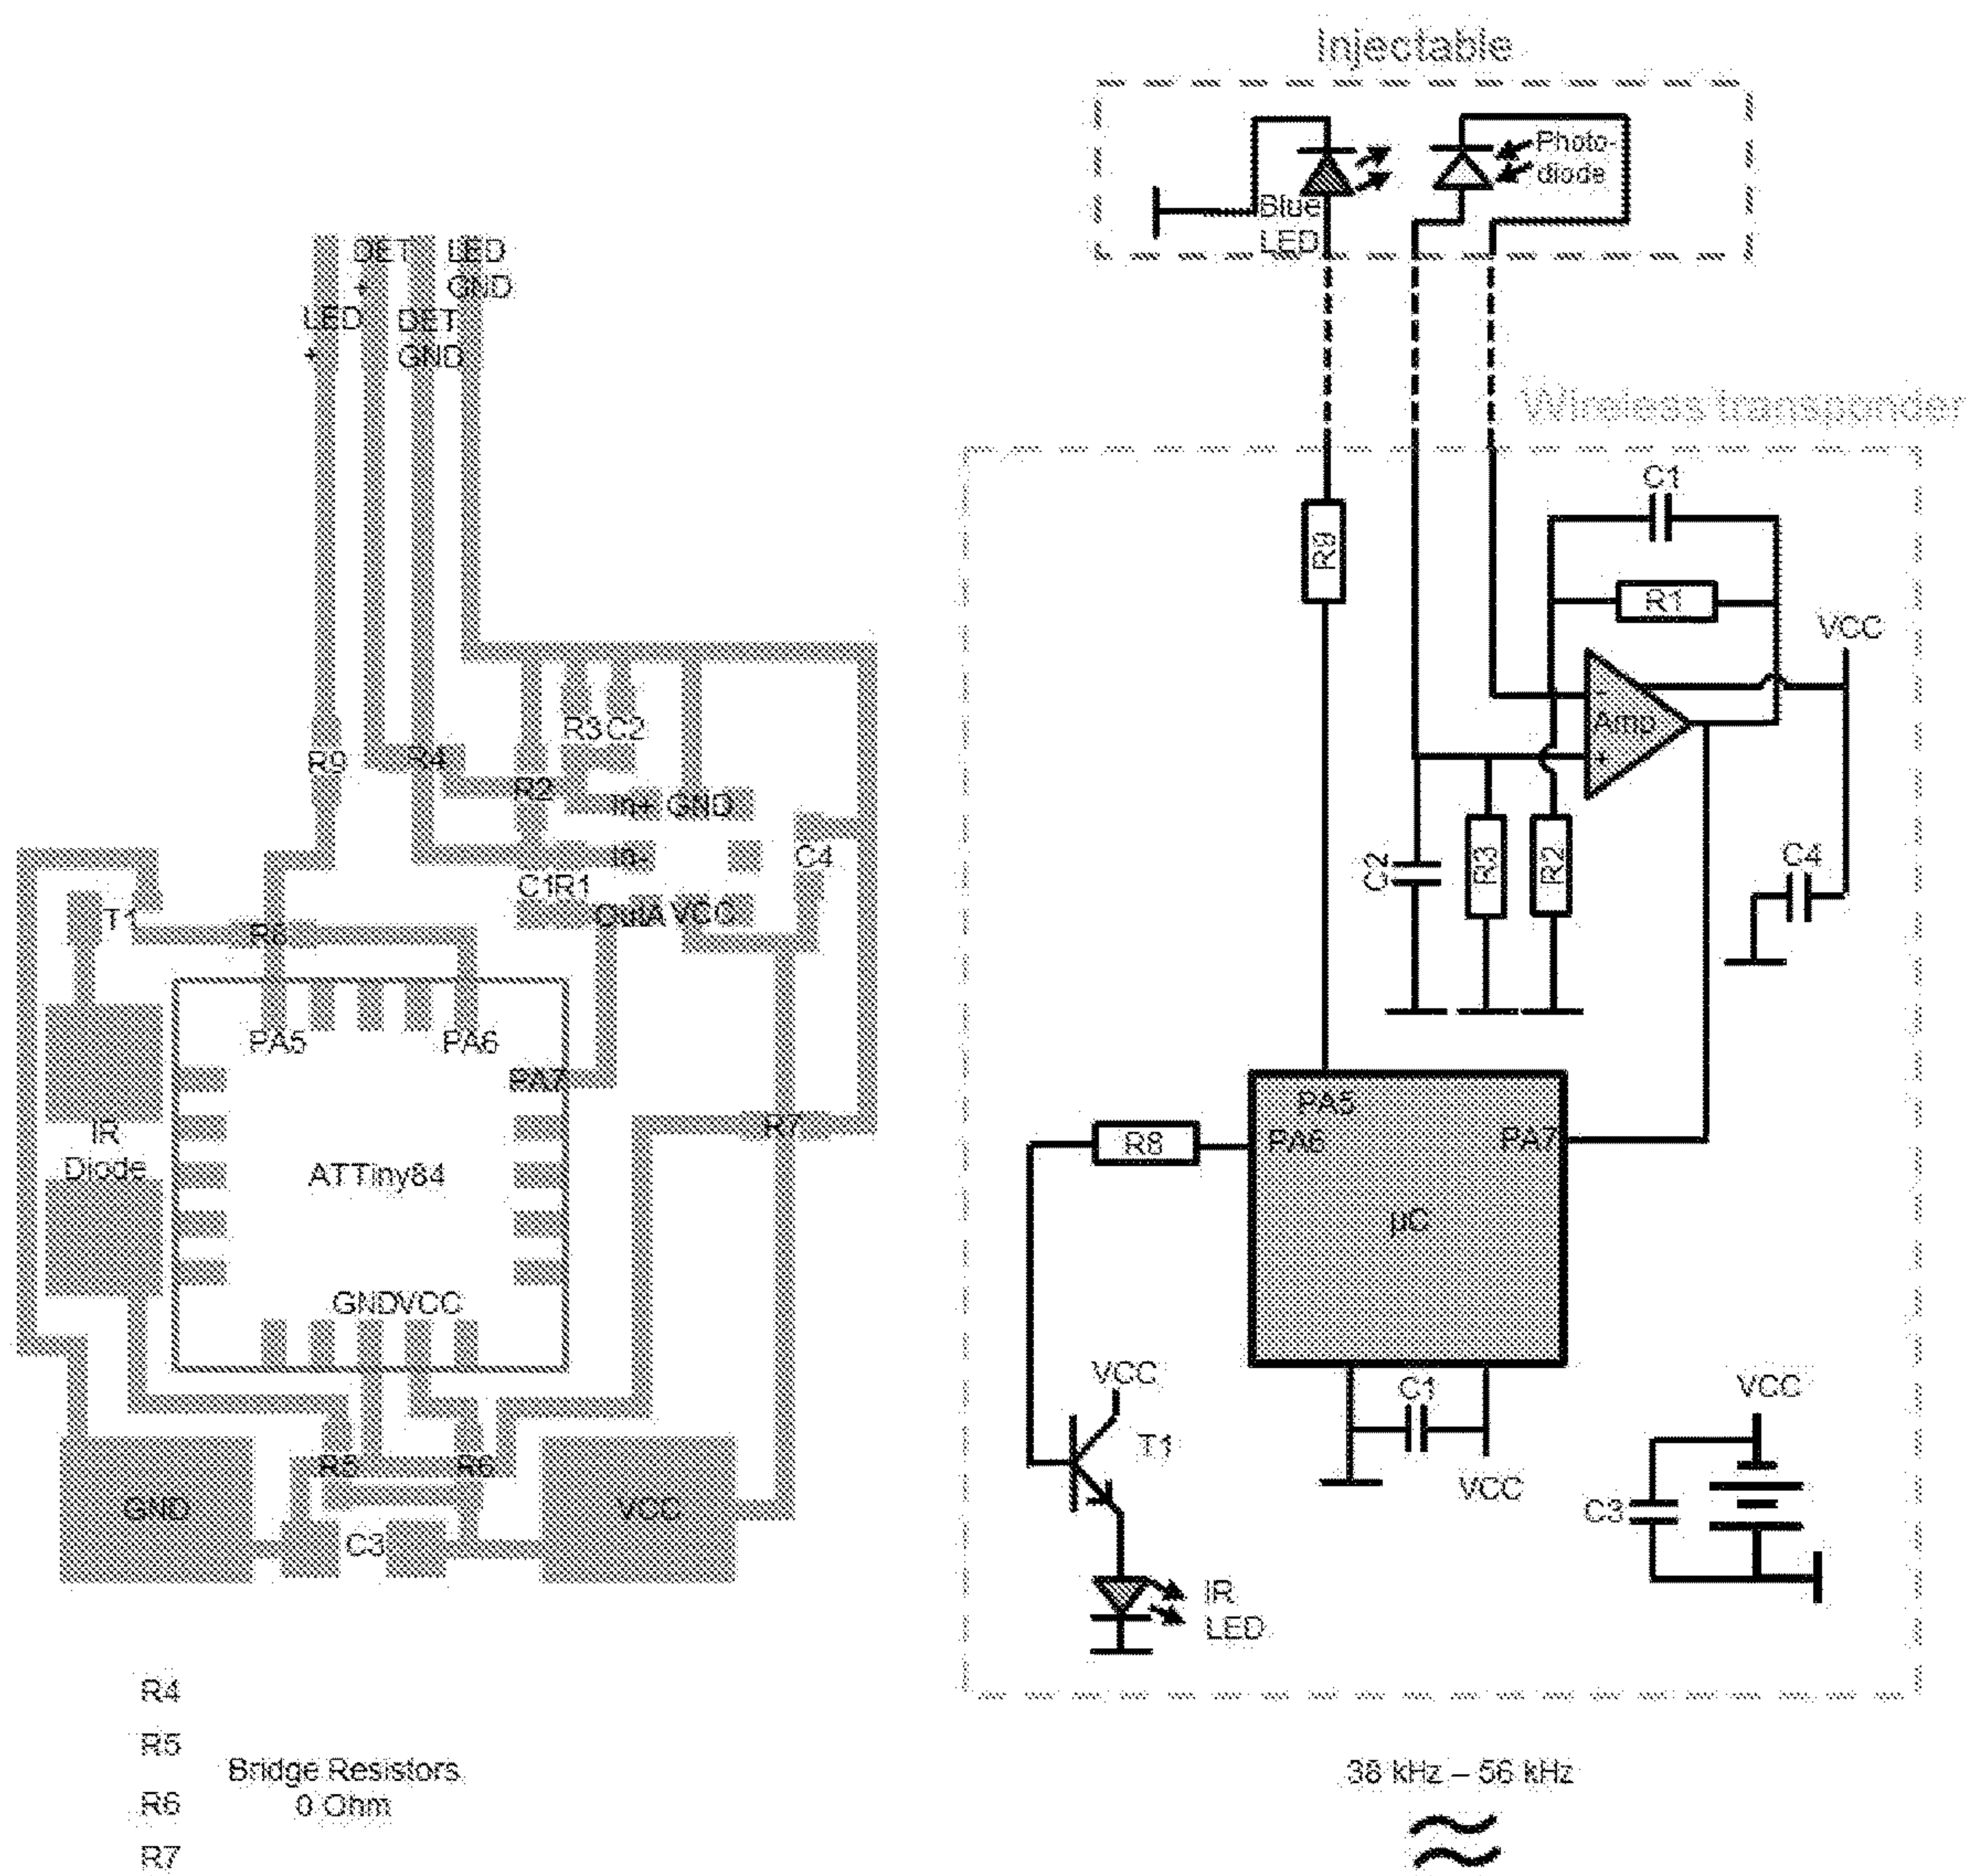 Injectable
Photo-
diode
Blue
LED
DET
+
LED
GND
LED
+
DET
GND
Wireless transponder
C1
R9
R1
VCC
-
Amp
+
R3 C2
R9
R4
R2
In+ GND
In-
C4
C1 R1
OutA VCC
C2
R3
R2
C4
T1
R8
PA5
PA6
PA7
IR
Diode
ATTiny84
R7
GND VCC
R5
R6
GND
VCC
C3
PA5
PA6
PA7
R8
µC
VCC
T1
C1
VCC
VCC
C3
IR
LED
R4
R5
Bridge Resistors
0 Ohm
R6
R7
38 kHz – 56 kHz